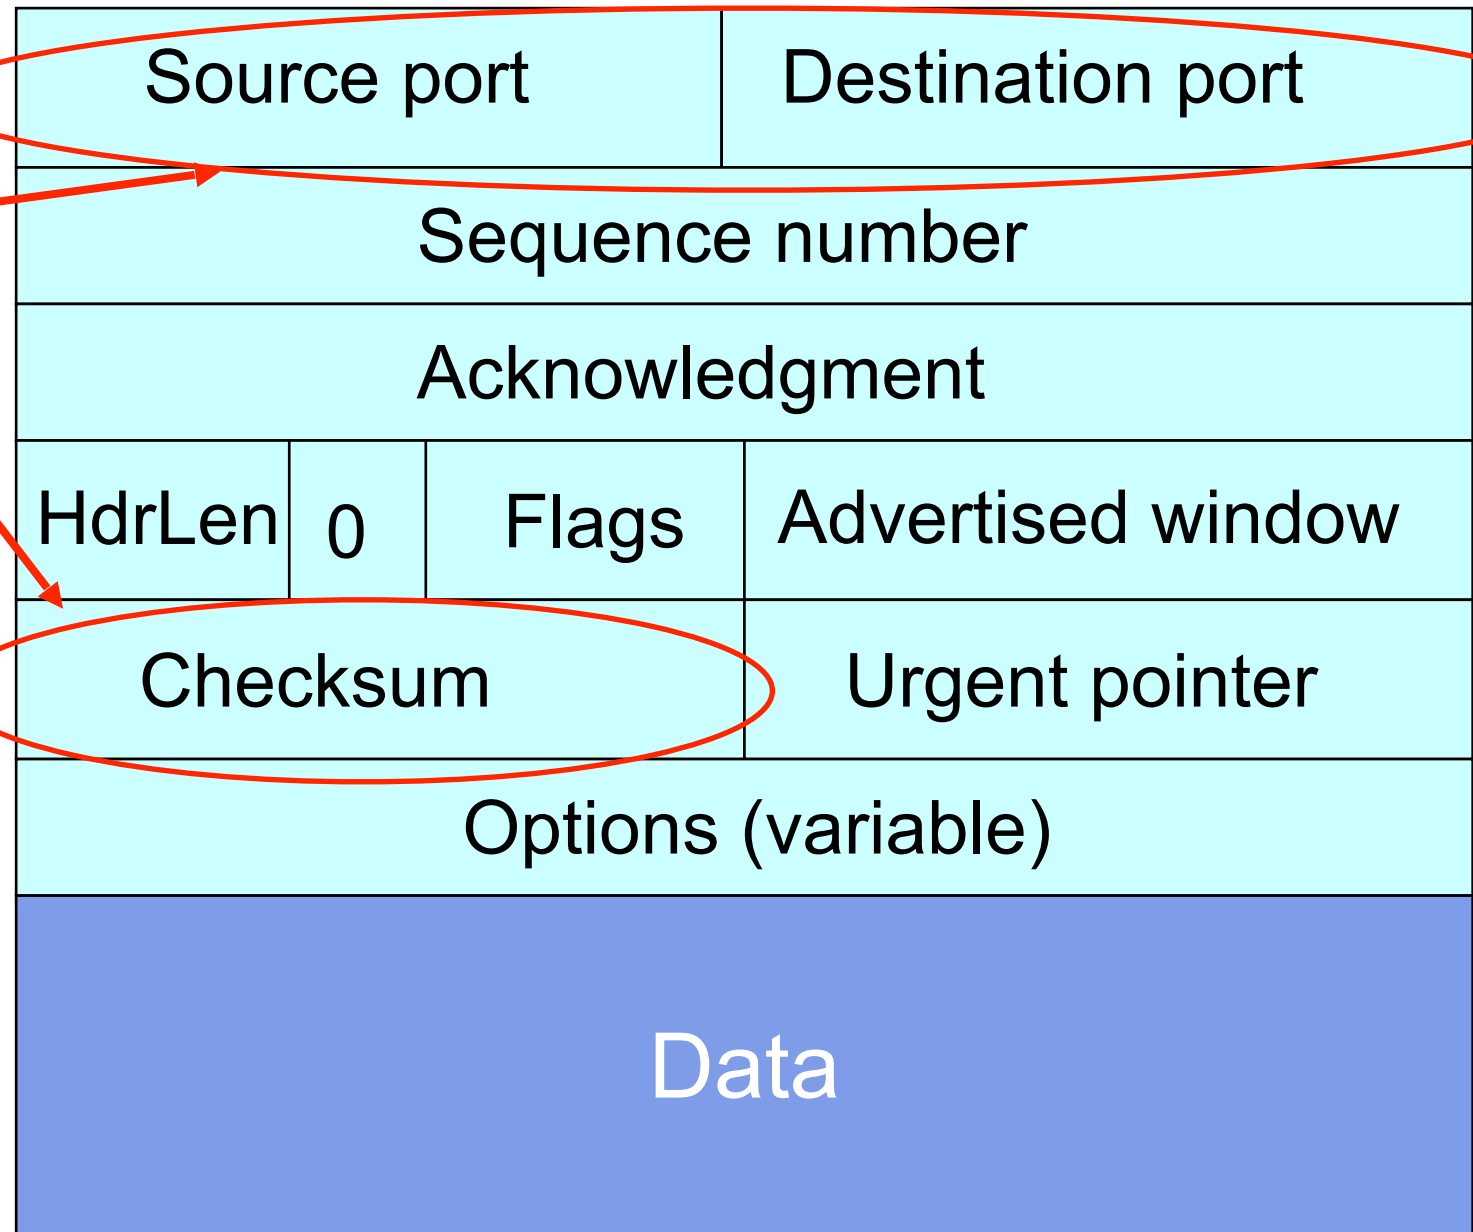 Source port Destination port
Sequence number
Acknowledgment
HdrLen 0 Flags Advertised window
Checksum Urgent pointer
Options (variable)
Data